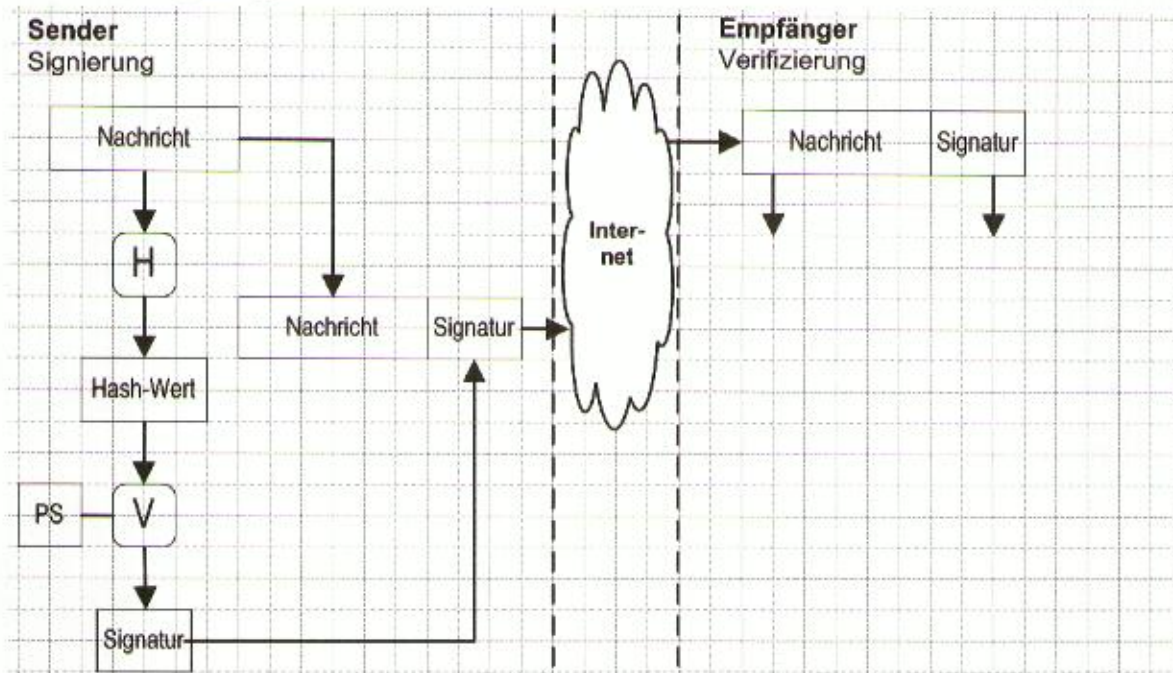 Sender
Signierung
Nachricht
H
Hash-Wert
PS
V
Signatur
Nachricht
Signatur
Inter-
net
Empfänger
Verifizierung
Nachricht
Signatur